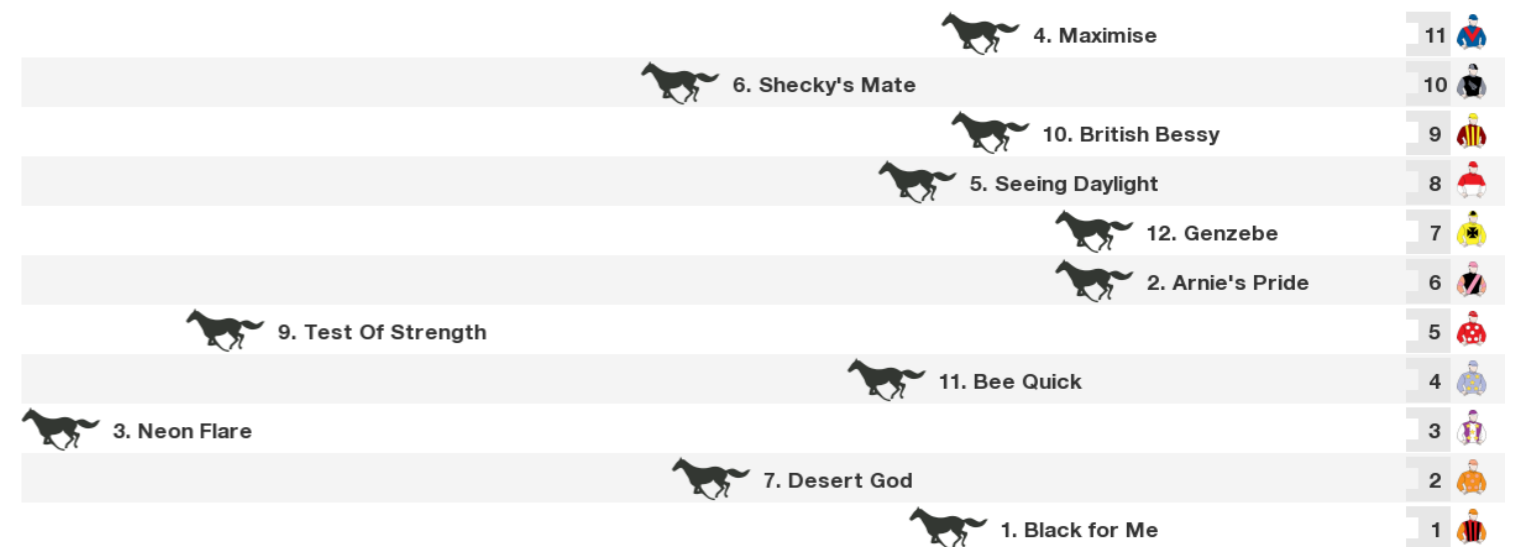 4. Maximise 11
6. Shecky's Mate 10
10. British Bessy 9
5. Seeing Daylight 8
12. Genzebe 7
2. Arnie's Pride 6
9. Test Of Strength 5
11. Bee Quick 4
3. Neon Flare 3
7. Desert God 2
1. Black for Me 1